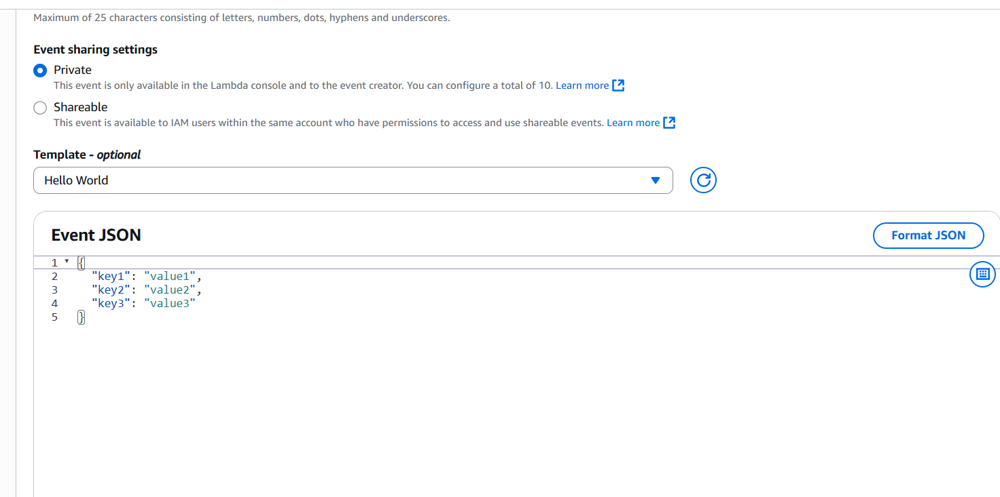 Maximum of 25 characters consisting of letters, numbers, dots, hyphens and underscores.
Event sharing settings
Private
This event is only available in the Lambda console and to the event creator. You can configure a total of 10. Learn more
Shareable
This event is available to IAM users within the same account who have permissions to access and use shareable events. Learn more
Template - optional
Hello World
Event JSON
Format JSON
1 {
2 "key1": "value1",
3 "key2": "value2",
4 "key3": "value3"
5 }